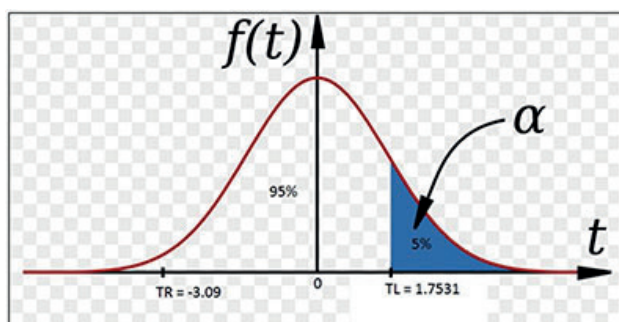 f(t)
α
95%
5%
t
TR = -3.09
0
TL = 1.7531